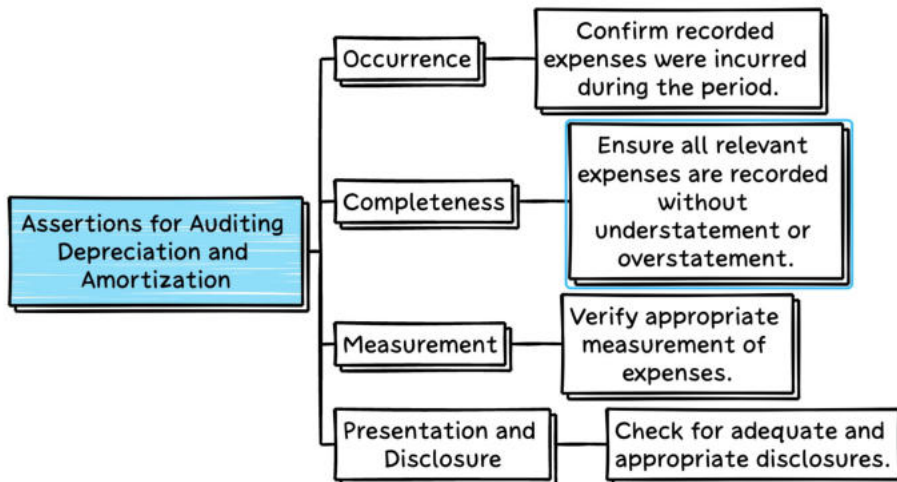 Occurrence
Confirm recorded
expenses were incurred
during the period.
Assertions for Auditing
Depreciation and
Amortization
Completeness
Ensure all relevant
expenses are recorded
without
understatement or
overstatement.
Measurement
Verify appropriate
measurement of
expenses.
Presentation and
Disclosure
Check for adequate and
appropriate disclosures.